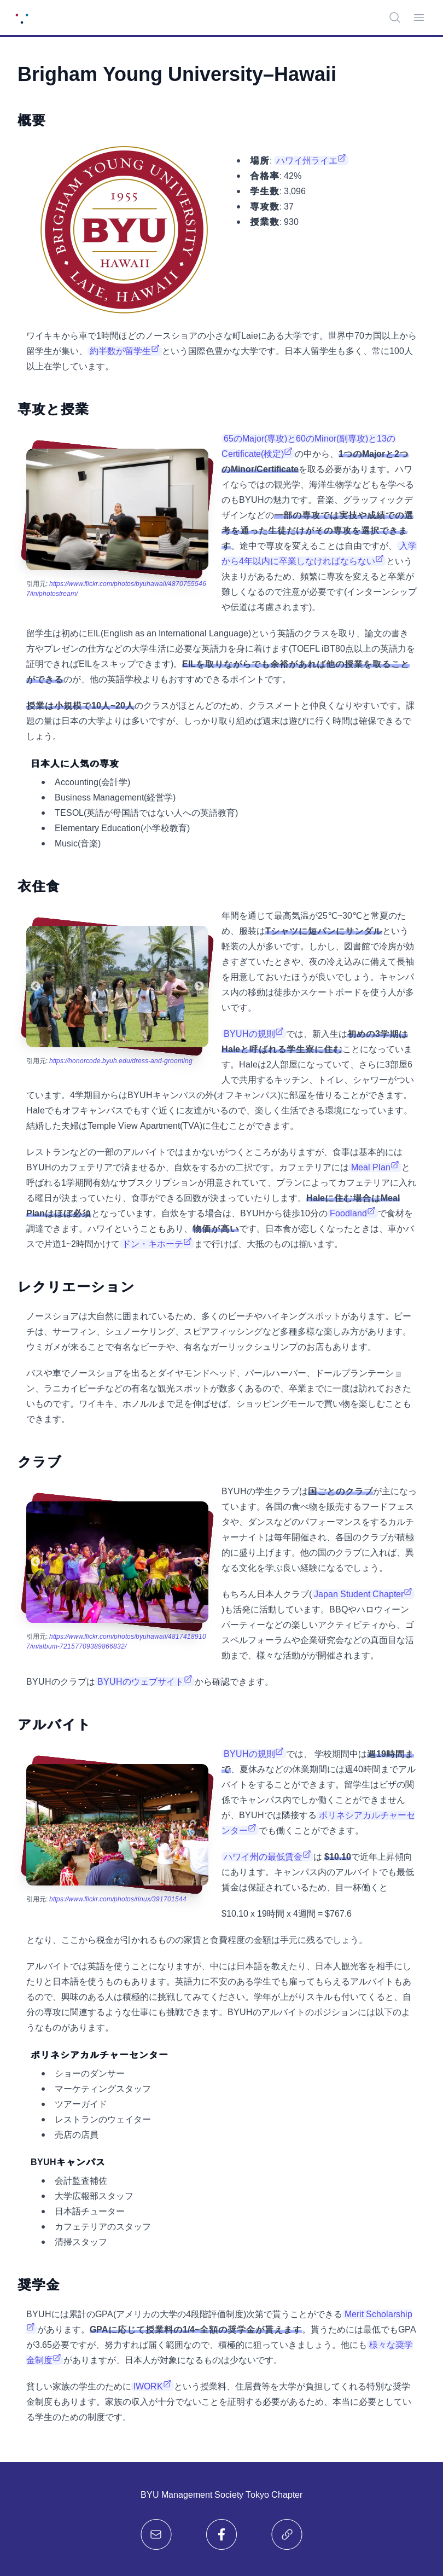 Brigham Young University–Hawaii
概要
BRIGHAM YOUNG UNIVERSITY
1955
BYU
HAWAII
LAIE, HAWAII
場所: ハワイ州ライエ
合格率: 42%
学生数: 3,096
専攻数: 37
授業数: 930
ワイキキから車で1時間ほどのノースショアの小さな町Laieにある大学です。世界中70カ国以上から
留学生が集い、 約半数が留学生 という国際色豊かな大学です。日本人留学生も多く、常に100人
以上在学しています。
専攻と授業
65のMajor(専攻)と60のMinor(副専攻)と13の
Certificate(検定) の中から、1つのMajorと2つ
のMinor/Certificateを取る必要があります。ハワ
イならではの観光学、海洋生物学などもを学べる
のもBYUHの魅力です。音楽、グラッフィックデ
ザインなどの一部の専攻では実技や成績での選
考を通った生徒だけがその専攻を選択できま
す。途中で専攻を変えることは自由ですが、 入学
から4年以内に卒業しなければならない という
決まりがあるため、頻繁に専攻を変えると卒業が
難しくなるので注意が必要です(インターンシップ
や伝道は考慮されます)。
引用元: https://www.flickr.com/photos/byuhawaii/4870755546
7/in/photostream/
留学生は初めにEIL(English as an International Language)という英語のクラスを取り、論文の書き
方やプレゼンの仕方などの大学生活に必要な英語力を身に着けます(TOEFL iBT80点以上の英語力を
証明できればEILをスキップできます)。EILを取りながらでも余裕があれば他の授業を取ること
ができるのが、他の英語学校よりもおすすめできるポイントです。
授業は小規模で10人~20人のクラスがほとんどのため、クラスメートと仲良くなりやすいです。課
題の量は日本の大学よりは多いですが、しっかり取り組めば週末は遊びに行く時間は確保できるで
しょう。
日本人に人気の専攻
Accounting(会計学)
Business Management(経営学)
TESOL(英語が母国語ではない人への英語教育)
Elementary Education(小学校教育)
Music(音楽)
衣住食
年間を通じて最高気温が25℃~30℃と常夏のた
め、服装はTシャツに短パンにサンダルという
軽装の人が多いです。しかし、図書館で冷房が効
きすぎていたときや、夜の冷え込みに備えて長袖
を用意しておいたほうが良いでしょう。キャンパ
ス内の移動は徒歩かスケートボードを使う人が多
いです。
引用元: https://honorcode.byuh.edu/dress-and-grooming
BYUHの規則 では、新入生は初めの3学期は
Haleと呼ばれる学生寮に住むことになっていま
す。Haleは2人部屋になっていて、さらに3部屋6
人で共用するキッチン、トイレ、シャワーがつい
ています。4学期目からはBYUHキャンパスの外(オフキャンパス)に部屋を借りることができます。
Haleでもオフキャンパスでもすぐ近くに友達がいるので、楽しく生活できる環境になっています。
結婚した夫婦はTemple View Apartment(TVA)に住むことができます。
レストランなどの一部のアルバイトではまかないがつくところがありますが、食事は基本的には
BYUHのカフェテリアで済ませるか、自炊をするかの二択です。カフェテリアには Meal Plan と
呼ばれる1学期間有効なサブスクリプションが用意されていて、プランによってカフェテリアに入れ
る曜日が決まっていたり、食事ができる回数が決まっていたりします。Haleに住む場合はMeal
Planはほぼ必須となっています。自炊をする場合は、BYUHから徒歩10分の Foodland で食材を
調達できます。ハワイということもあり、物価が高いです。日本食が恋しくなったときは、車かバ
スで片道1~2時間かけて ドン・キホーテ まで行けば、大抵のものは揃います。
レクリエーション
ノースショアは大自然に囲まれているため、多くのビーチやハイキングスポットがあります。ビー
チは、サーフィン、シュノーケリング、スピアフィッシングなど多種多様な楽しみ方があります。
ウミガメが来ることで有名なビーチや、有名なガーリックシュリンプのお店もあります。
バスや車でノースショアを出るとダイヤモンドヘッド、パールハーバー、ドールプランテーショ
ン、ラニカイビーチなどの有名な観光スポットが数多くあるので、卒業までに一度は訪れておきた
いものです。ワイキキ、ホノルルまで足を伸ばせば、ショッピングモールで買い物を楽しむことも
できます。
クラブ
BYUHの学生クラブは国ごとのクラブが主になっ
ています。各国の食べ物を販売するフードフェス
タや、ダンスなどのパフォーマンスをするカルチ
ャーナイトは毎年開催され、各国のクラブが積極
的に盛り上げます。他の国のクラブに入れば、異
なる文化を学ぶ良い経験になるでしょう。
もちろん日本人クラブ( Japan Student Chapter
)も活発に活動しています。BBQやハロウィーン
パーティーなどの楽しいアクティビティから、ゴ
スペルフォーラムや企業研究会などの真面目な活
動まで、様々な活動がが開催されます。
引用元: https://www.flickr.com/photos/byuhawaii/4817418910
7/in/album-72157709389866832/
BYUHのクラブは BYUHのウェブサイト から確認できます。
アルバイト
BYUHの規則 では、 学校期間中は週19時間ま
で、夏休みなどの休業期間には週40時間までアル
バイトをすることができます。留学生はビザの関
係でキャンパス内でしか働くことができません
が、BYUHでは隣接する ポリネシアカルチャーセ
ンター でも働くことができます。
ハワイ州の最低賃金 は $10.10で近年上昇傾向
にあります。キャンパス内のアルバイトでも最低
賃金は保証されているため、目一杯働くと
引用元: https://www.flickr.com/photos/rinux/391701544
$10.10 x 19時間 x 4週間 = $767.6
となり、ここから税金が引かれるものの家賃と食費程度の金額は手元に残るでしょう。
アルバイトでは英語を使うことになりますが、中には日本語を教えたり、日本人観光客を相手にし
たりと日本語を使うものもあります。英語力に不安のある学生でも雇ってもらえるアルバイトもあ
るので、興味のある人は積極的に挑戦してみてください。学年が上がりスキルも付いてくると、自
分の専攻に関連するような仕事にも挑戦できます。BYUHのアルバイトのポジションには以下のよ
うなものがあります。
ポリネシアカルチャーセンター
ショーのダンサー
マーケティングスタッフ
ツアーガイド
レストランのウェイター
売店の店員
BYUHキャンパス
会計監査補佐
大学広報部スタッフ
日本語チューター
カフェテリアのスタッフ
清掃スタッフ
奨学金
BYUHには累計のGPA(アメリカの大学の4段階評価制度)次第で貰うことができる Merit Scholarship
があります。GPAに応じて授業料の1/4~全額の奨学金が貰えます。貰うためには最低でもGPA
が3.65必要ですが、努力すれば届く範囲なので、積極的に狙っていきましょう。他にも 様々な奨学
金制度 がありますが、日本人が対象になるものは少ないです。
貧しい家族の学生のために IWORK という授業料、住居費等を大学が負担してくれる特別な奨学
金制度もあります。家族の収入が十分でないことを証明する必要があるため、本当に必要としてい
る学生のための制度です。
BYU Management Society Tokyo Chapter